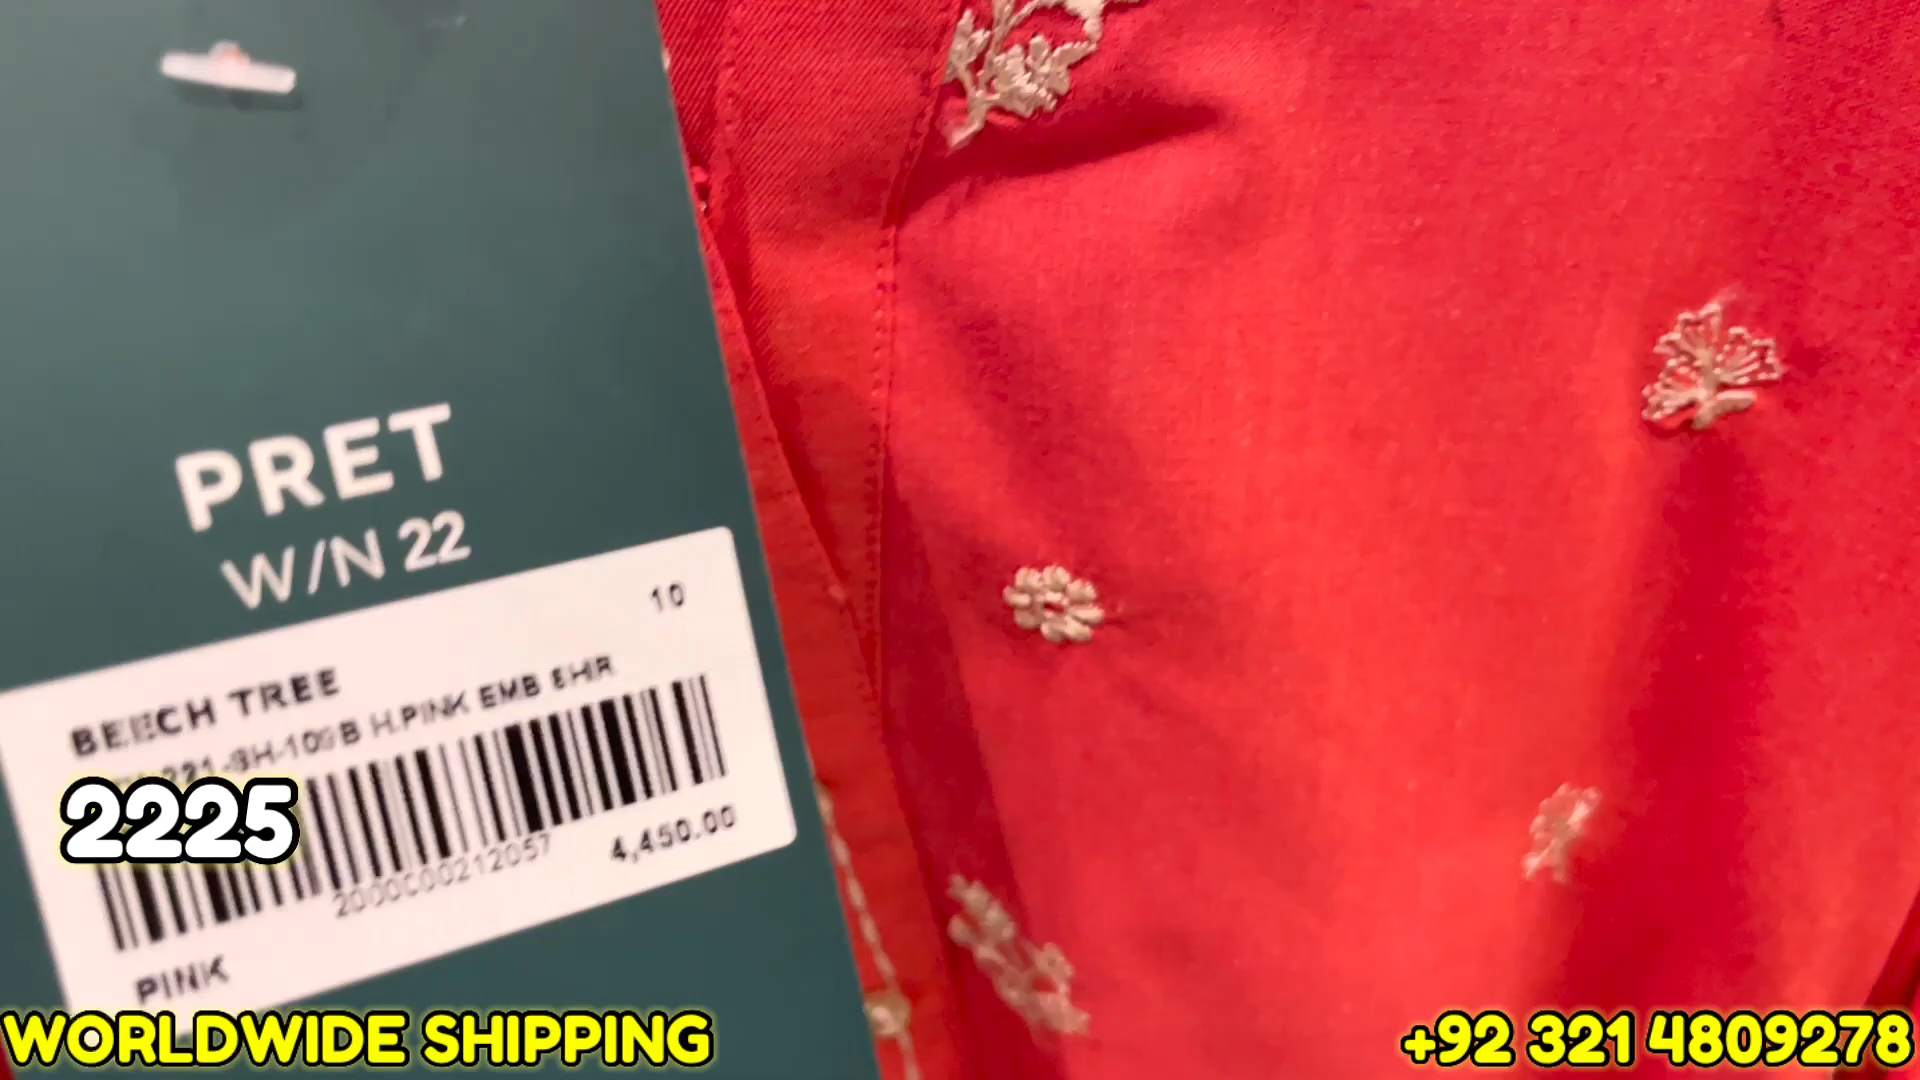 PRET
W/N 22
10
BEECH TREE
H.PINK EMB SHR
2225
4,450.00
PINK
WORLDWIDE SHIPPING
+92 321 4809278